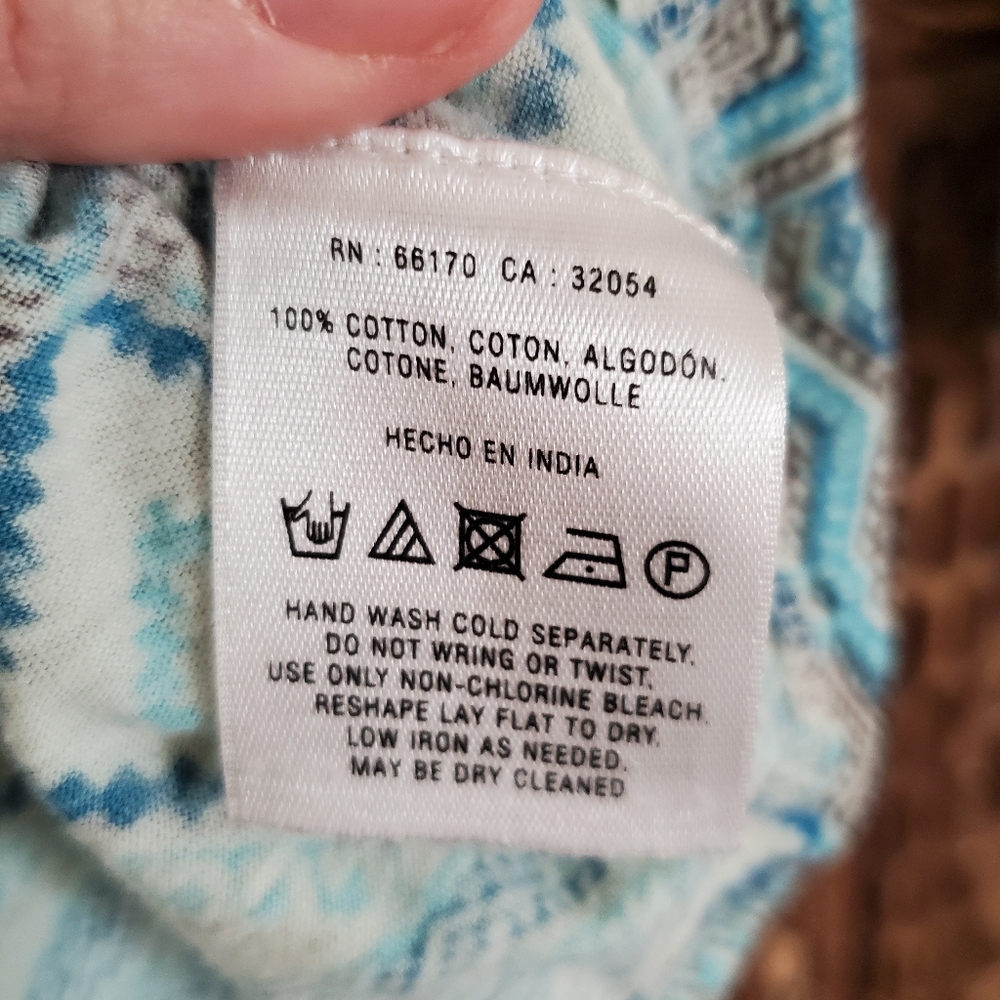 RN : 66170 CA : 32054
100% COTTON, COTON, ALGODÓN,
COTONE, BAUMWOLLE
HECHO EN INDIA
P
HAND WASH COLD SEPARATELY.
DO NOT WRING OR TWIST.
USE ONLY NON-CHLORINE BLEACH.
RESHAPE LAY FLAT TO DRY.
LOW IRON AS NEEDED.
MAY BE DRY CLEANED